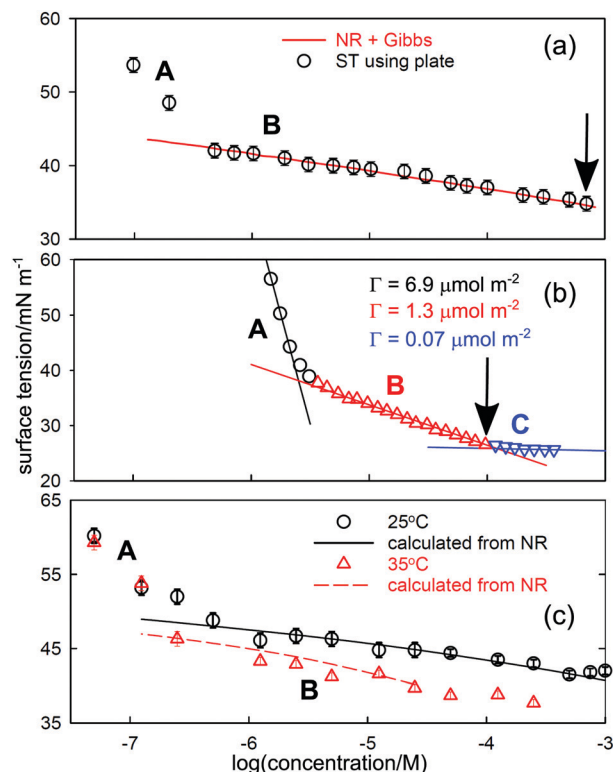 60
50
40
30
A
B
NR + Gibbs
ST using plate
(a)
surface tension/mN m⁻¹
60
50
40
30
20
A
B
C
Γ = 6.9 μmol m⁻²
Γ = 1.3 μmol m⁻²
Γ = 0.07 μmol m⁻²
(b)
65
55
45
35
A
B
25°C
calculated from NR
35°C
calculated from NR
(c)
-7 -6 -5 -4 -3
log(concentration/M)